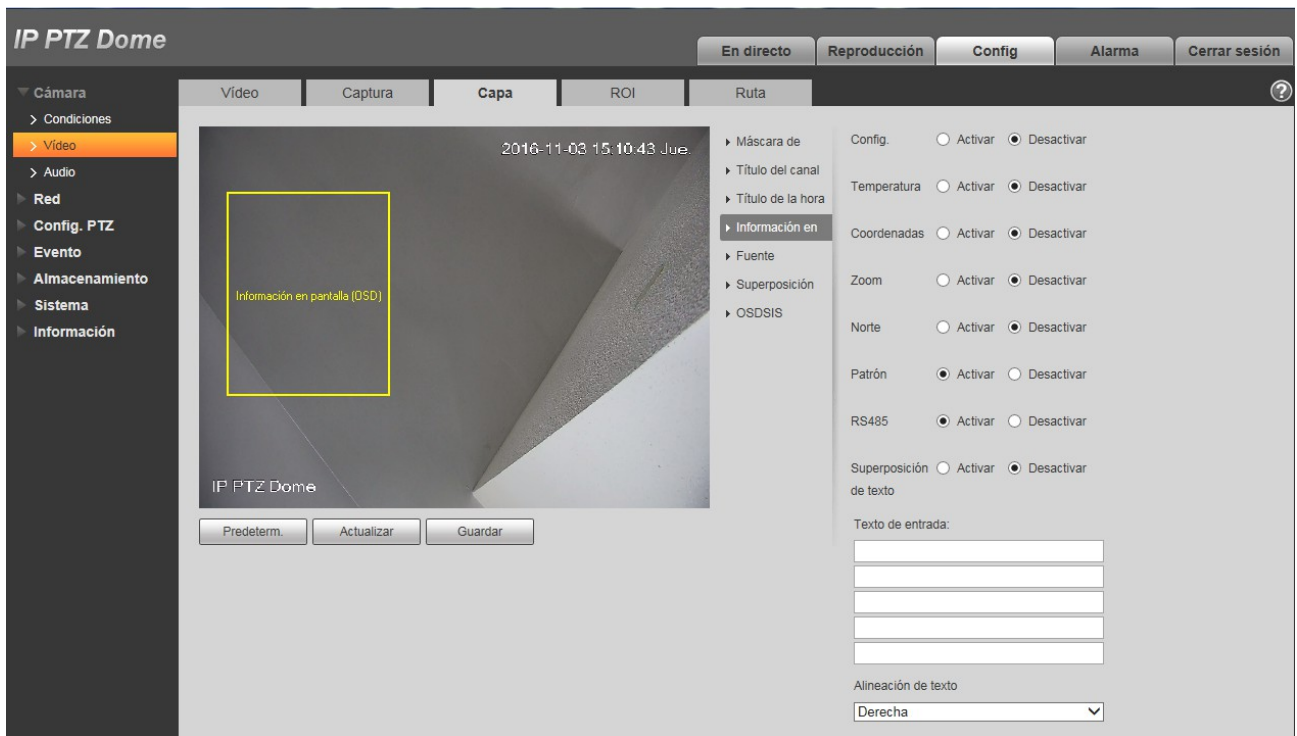 IP PTZ Dome
En directo
Reproducción
Config
Alarma
Cerrar sesión
Cámara
Condiciones
Vídeo
Audio
Red
Config. PTZ
Evento
Almacenamiento
Sistema
Información
Vídeo
Captura
Capa
ROI
Ruta
?
2016-11-03 15:10:43 Jue.
Información en pantalla (OSD)
IP PTZ Dome
Predeterm.
Actualizar
Guardar
Máscara de
Título del canal
Título de la hora
Información en
Fuente
Superposición
OSDSIS
Config. Activar Desactivar
Temperatura Activar Desactivar
Coordenadas Activar Desactivar
Zoom Activar Desactivar
Norte Activar Desactivar
Patrón Activar Desactivar
RS485 Activar Desactivar
Superposición Activar Desactivar
de texto
Texto de entrada:
Alineación de texto
Derecha